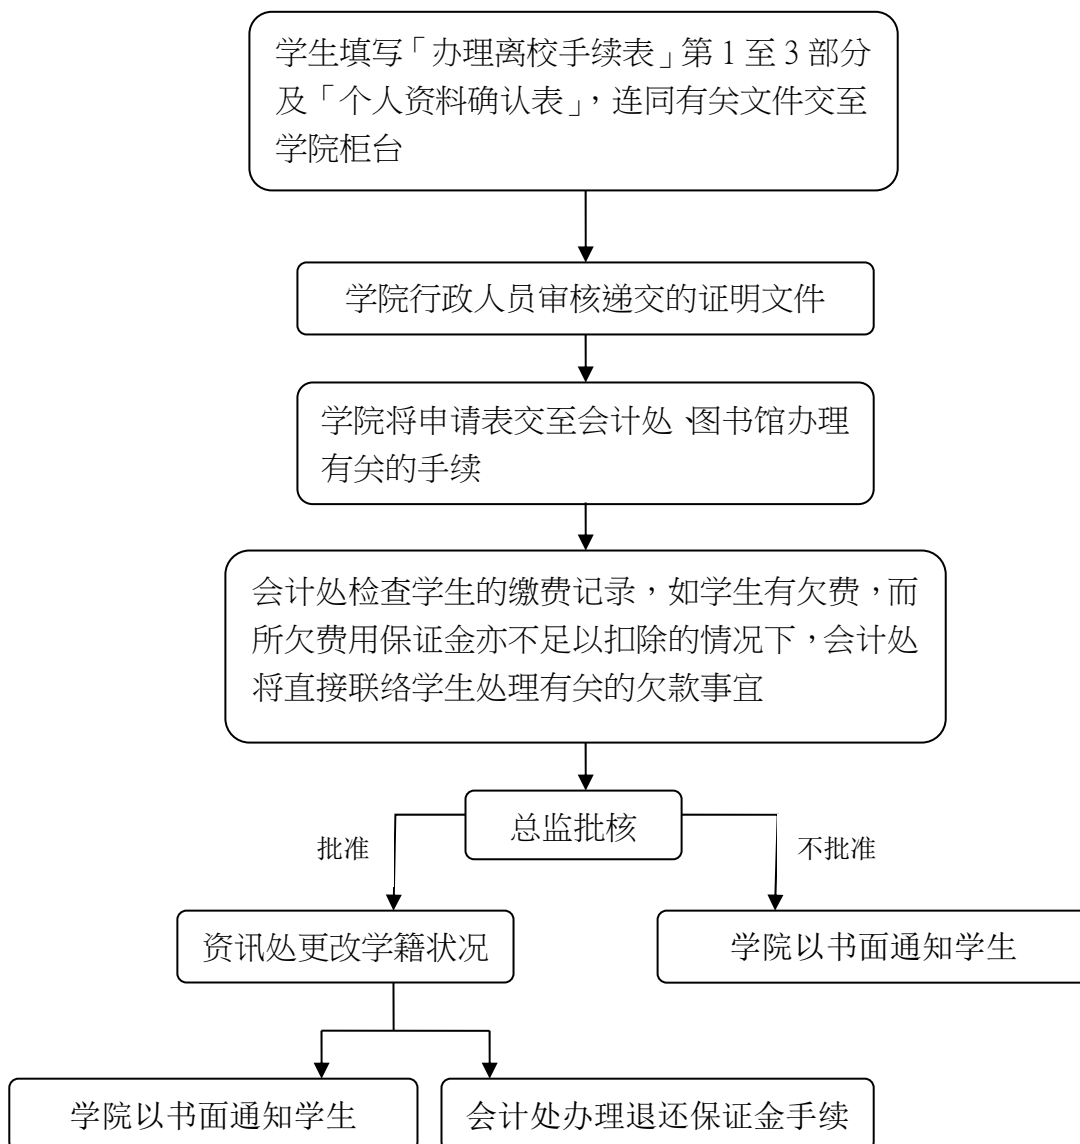 学生填写「办理离校手续表」第 1 至 3 部分
及「个人资料确认表」，连同有关文件交至
学院柜台
学院行政人员审核递交的证明文件
学院将申请表交至会计处、图书馆办理
有关的手续
会计处检查学生的缴费记录，如学生有欠费，而
所欠费用保证金亦不足以扣除的情况下，会计处
将直接联络学生处理有关的欠款事宜
总监批核
批准
不批准
资讯处更改学籍状况
学院以书面通知学生
学院以书面通知学生
会计处办理退还保证金手续